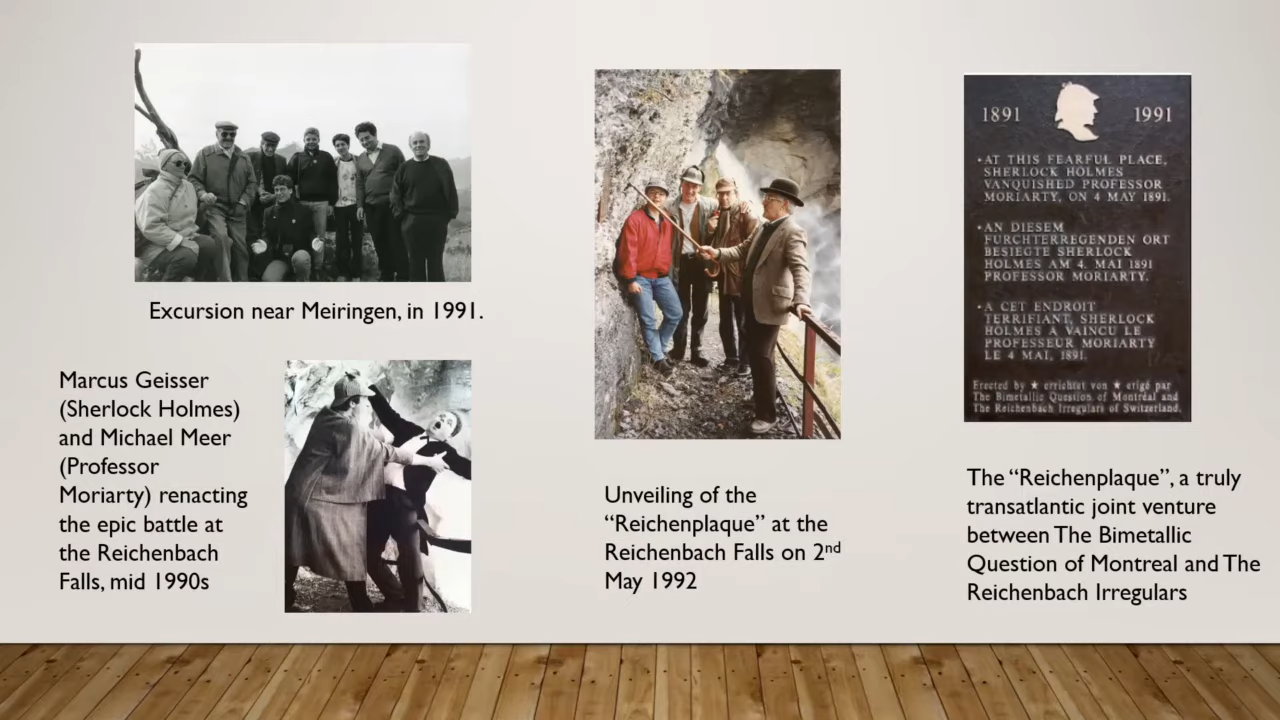 Excursion near Meiringen, in 1991.
Marcus Geisser
(Sherlock Holmes)
and Michael Meer
(Professor
Moriarty) renacting
the epic battle at
the Reichenbach
Falls, mid 1990s
Unveiling of the
“Reichenplaque” at the
Reichenbach Falls on 2nd
May 1992
1891 1991
•AT THIS FEARFUL PLACE,
SHERLOCK HOLMES
VANQUISHED PROFESSOR
MORIARTY, ON 4 MAY 1891.
•AN DIESEM
FURCHTERREGENDEN ORT
BESIEGTE SHERLOCK
HOLMES AM 4. MAI 1891
PROFESSOR MORIARTY.
•A CET ENDROIT
TERRIFIANT, SHERLOCK
HOLMES A VAINCU LE
PROFESSEUR MORIARTY
LE 4 MAI, 1891.
Erected by ★ errichtet von ★ erigé par
The Bimetallic Question of Montréal and
The Reichenbach Irregulars of Switzerland.
The “Reichenplaque”, a truly
transatlantic joint venture
between The Bimetallic
Question of Montreal and The
Reichenbach Irregulars